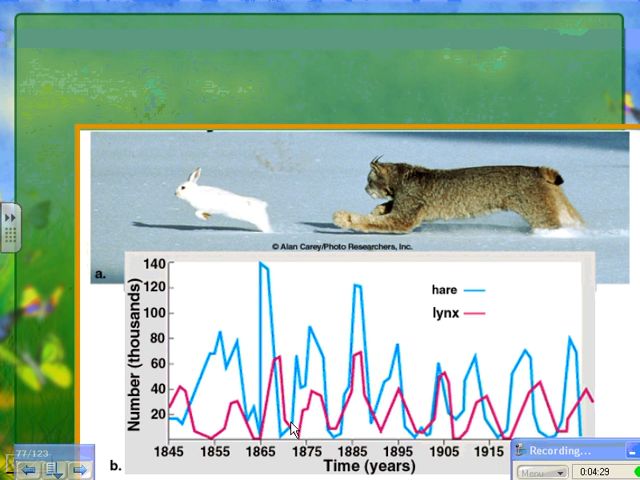 © Alan Carey/Photo Researchers, Inc.
a.
140
120
100
80
60
40
20
Number (thousands)
hare
lynx
1845 1855 1865 1875 1885 1895 1905 1915
Time (years)
b.
77/123
Recording...
Menu
0:04:29